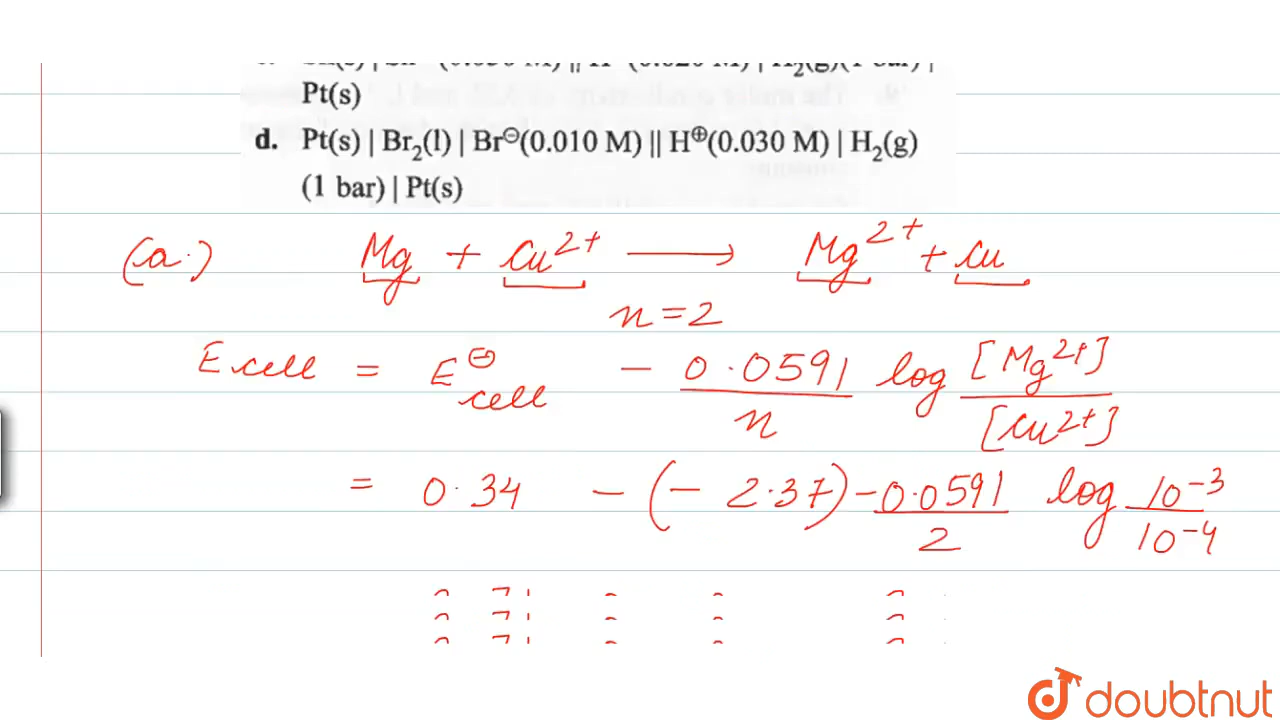 Pt(s)
d. Pt(s) | Br₂(l) | Br⊖(0.010 M) || H⊕(0.030 M) | H₂(g)
(1 bar) | Pt(s)
(a.) Mg + Cu²⁺ ⟶ Mg²⁺ + Cu
n = 2
E cell = E⊖ cell − 0.0591/n log [Mg²⁺]/[Cu²⁺]
= 0.34 − (− 2.37) − 0.0591/2 log 10⁻³/10⁻⁴
doubtnut